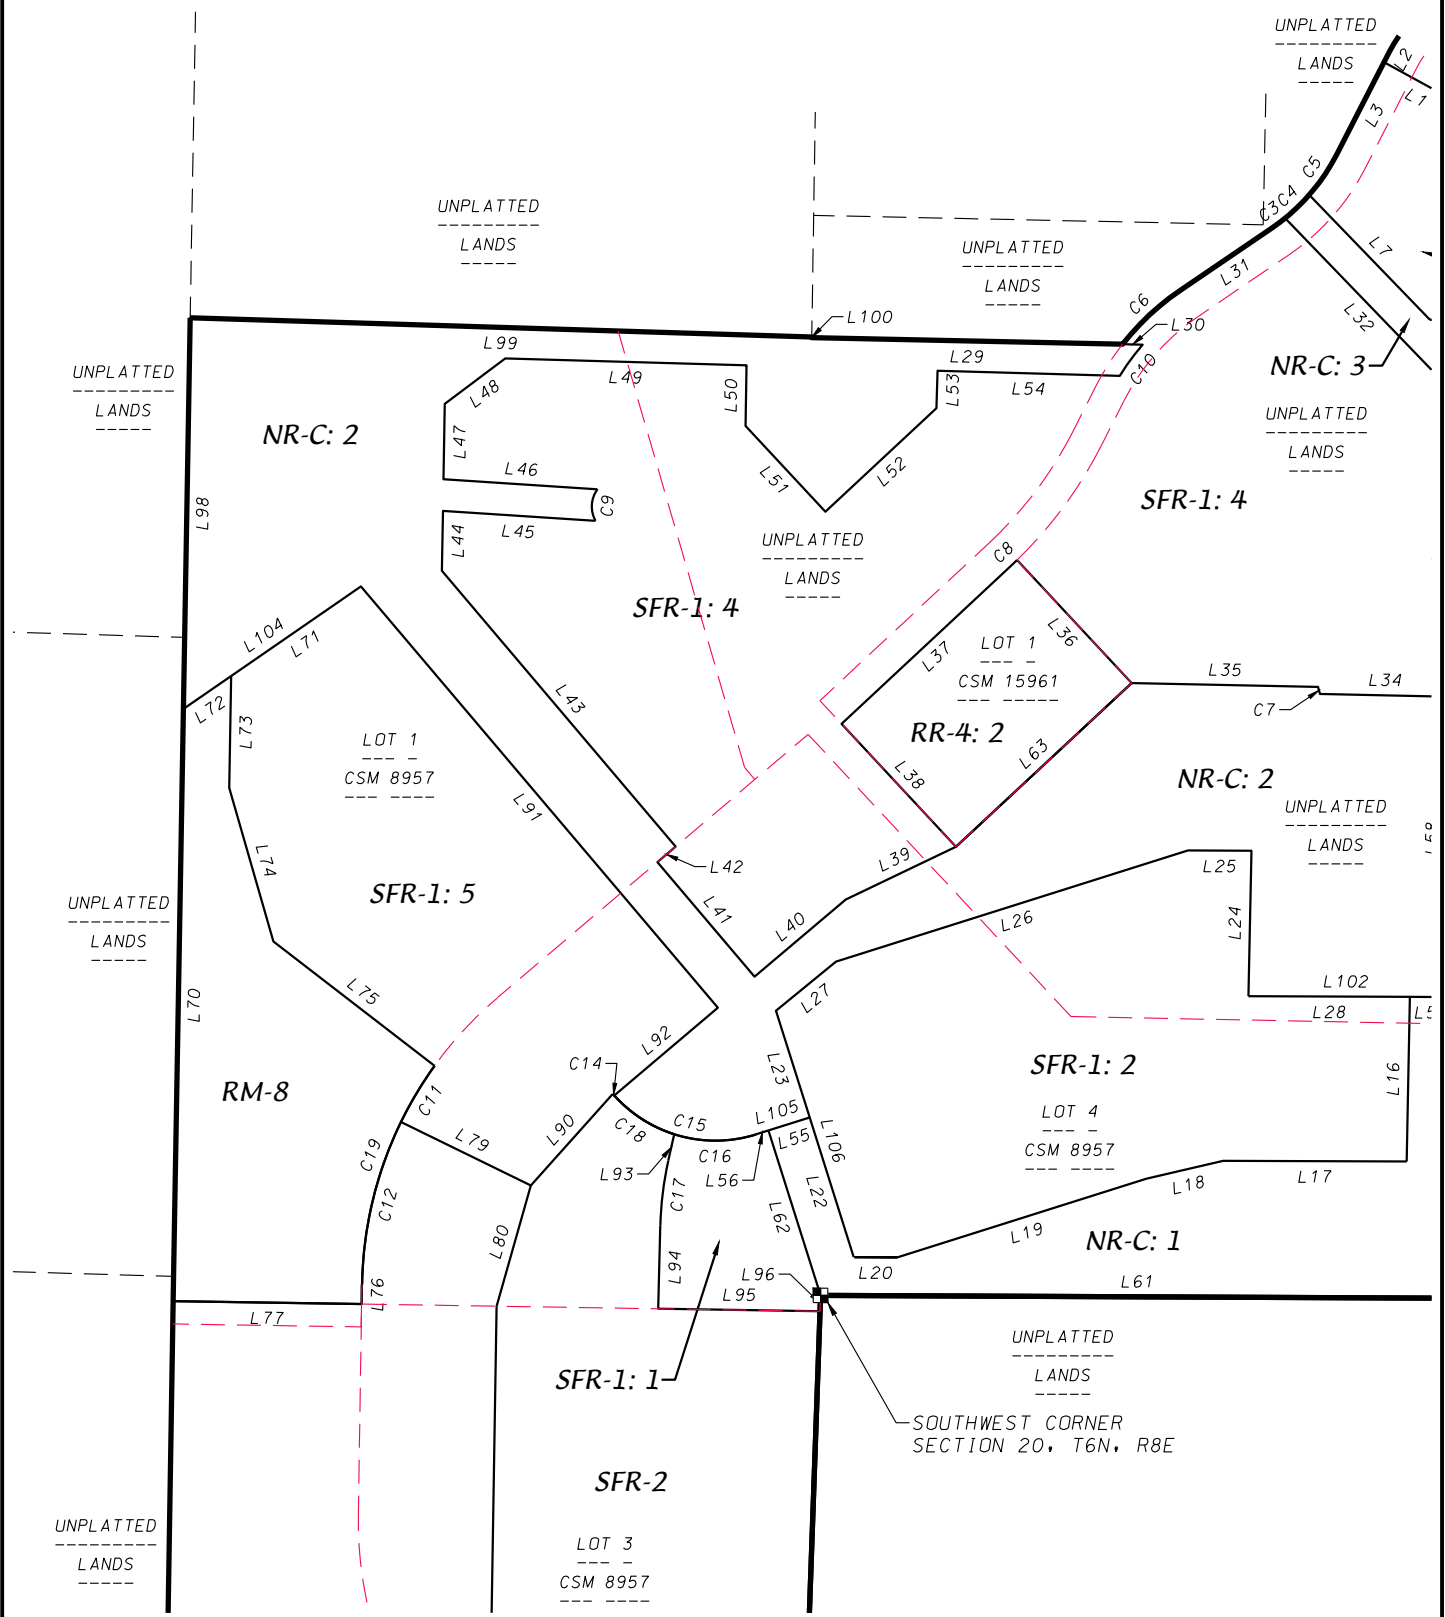 UNPLATTED
LANDS
L2
L1
L3
C5
C4
C3
L7
UNPLATTED
LANDS
UNPLATTED
LANDS
L31
C6
L32
L100
L30
L99
L29
UNPLATTED
LANDS
L49
L48
L50
L53
L54
C10
NR-C: 3
UNPLATTED
LANDS
NR-C: 2
L47
L46
L51
L52
C9
L98
L45
L44
SFR-1: 4
UNPLATTED
LANDS
C8
SFR-1: 4
L104
L71
L37
LOT 1
CSM 15961
L36
L35
L34
C7
L72
L73
L43
LOT 1
CSM 8957
RR-4: 2
L63
L38
NR-C: 2
L91
UNPLATTED
LANDS
L59
L74
L42
L39
L25
UNPLATTED
LANDS
SFR-1: 5
L41
L40
L26
L24
L75
L102
L70
L27
L28
L92
C14
L23
SFR-1: 2
L16
RM-8
C11
LOT 4
CSM 8957
C18
C15
L105
L90
L55
L106
C19
L79
C16
L93
L56
L17
L18
C12
C17
L62
L22
L19
NR-C: 1
L80
L94
L96
L20
L61
L76
L77
L95
UNPLATTED
LANDS
SFR-1: 1
SOUTHWEST CORNER
SECTION 20, T6N, R8E
SFR-2
UNPLATTED
LANDS
LOT 3
CSM 8957